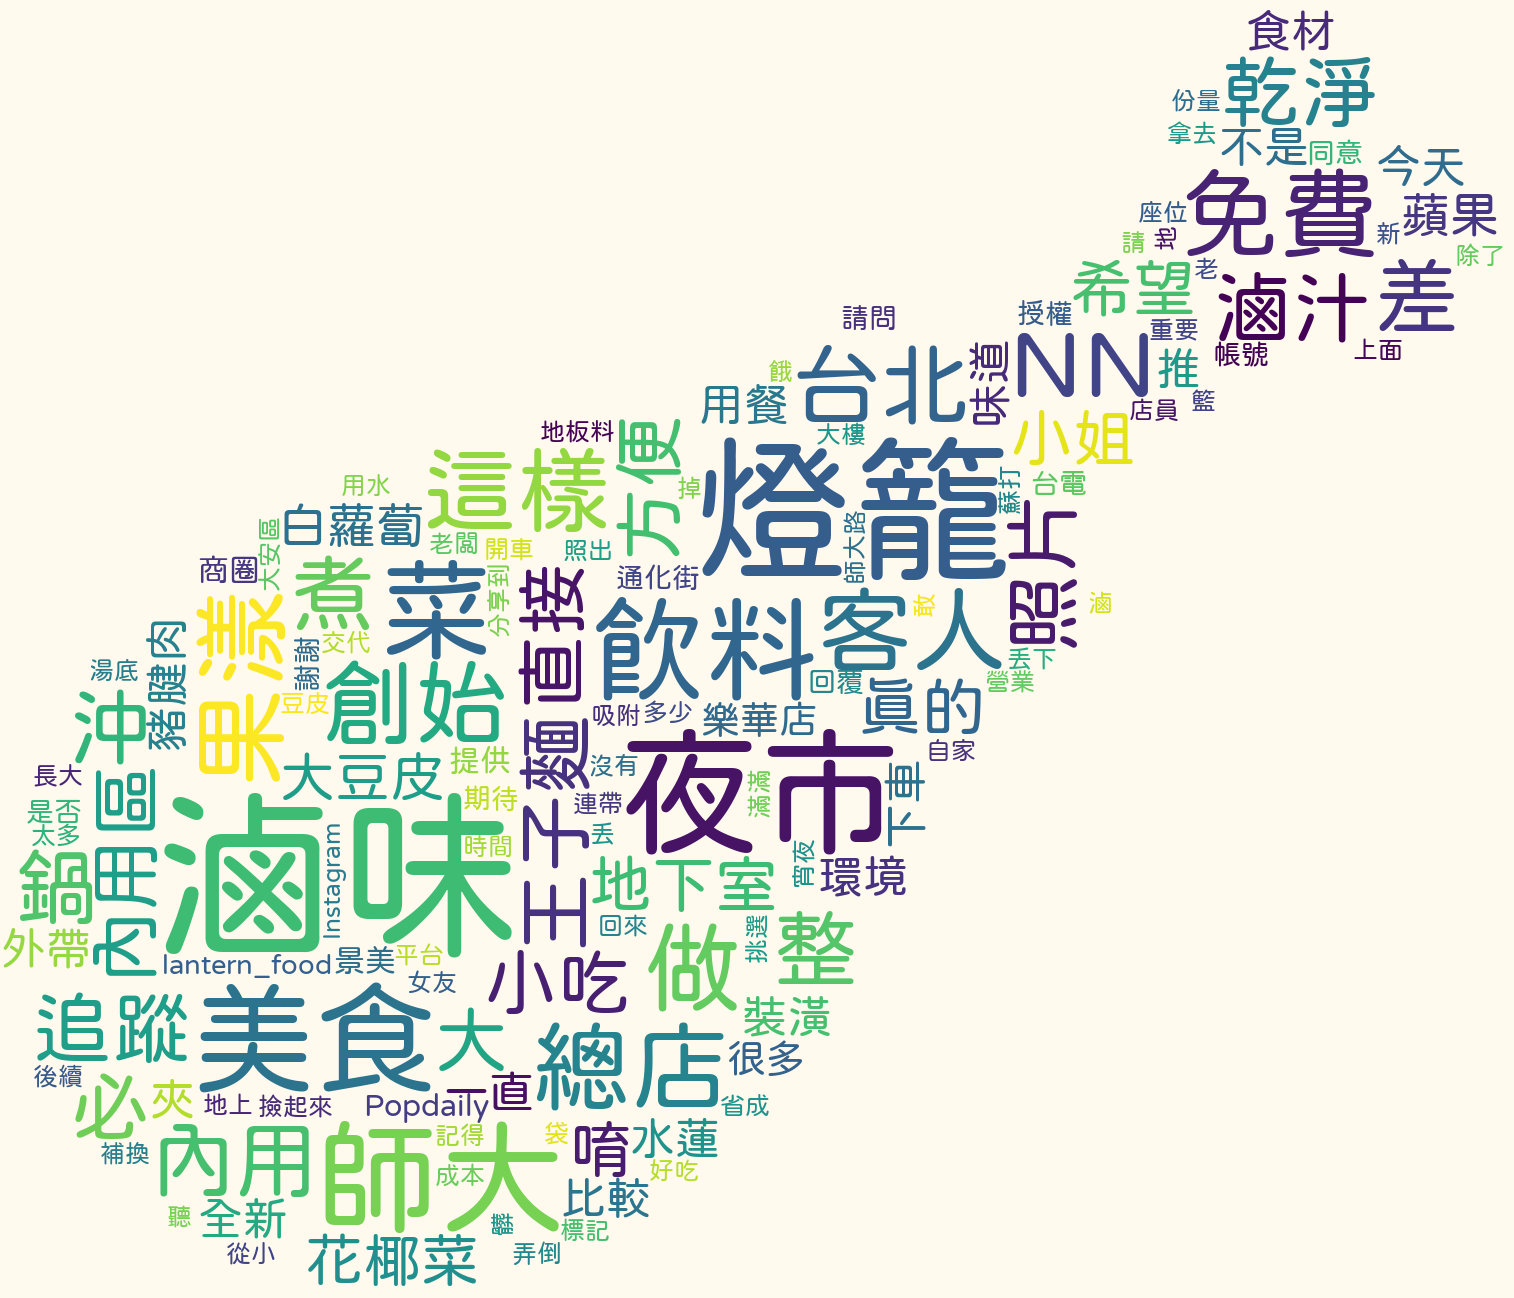 食材
乾淨
份量
拿去
不是
同意
今天
免費
蘋果
座位
新
請
除了
老
希望
滷汁
差
授權
重要
帳號
上面
請問
台北
味道
NN
推
餓
用餐
店員
籃
小姐
大樓
地板料
方便
這樣
燈籠
蘇打
台電
掉
用水
白蘿蔔
老闆
開車
照出
師大路
照片
商圈
大安區
煮
菜
分享到
直接
通化街
飲料
客人
敢
滷
果漾
交代
謝謝
豬腱肉
湯底
豆皮
創始
丟下
回覆
營業
沖
吸附
多少
樂華店
真的
麵
夜市
自家
大豆皮
提供
沒有
長大
內用區
期待
連帶
滴滴
下車
是否
太多
滷味
Instagram
時間
王子
丟
鍋
地下室
宵夜
環境
外帶
回來
挑選
整
lantern_food
景美
平台
小吃
做
女友
追蹤
美食
大
總店
裝潢
很多
後續
必
夾
地上
撿起來
Popdaily
一直
省成
補換
內用
師大
記得
袋
唷
水蓮
成本
好吃
比較
聽
全新
標記
從小
花椰菜
弄倒